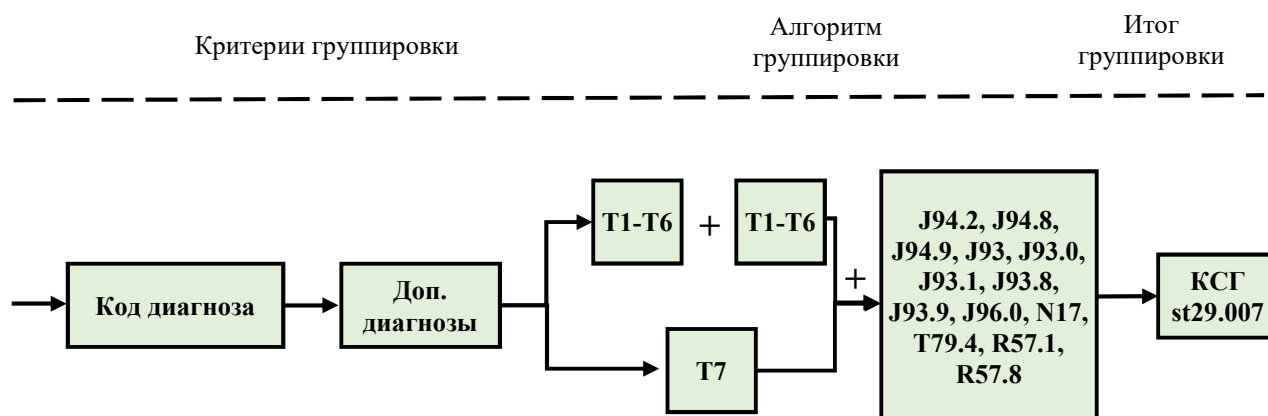 Критерии группировки
Алгоритм
группировки
Итог
группировки
Код диагноза
Доп.
диагнозы
T1-T6
+
T1-T6
T7
+
J94.2, J94.8,
J94.9, J93, J93.0,
J93.1, J93.8,
J93.9, J96.0, N17,
T79.4, R57.1,
R57.8
КСГ
st29.007